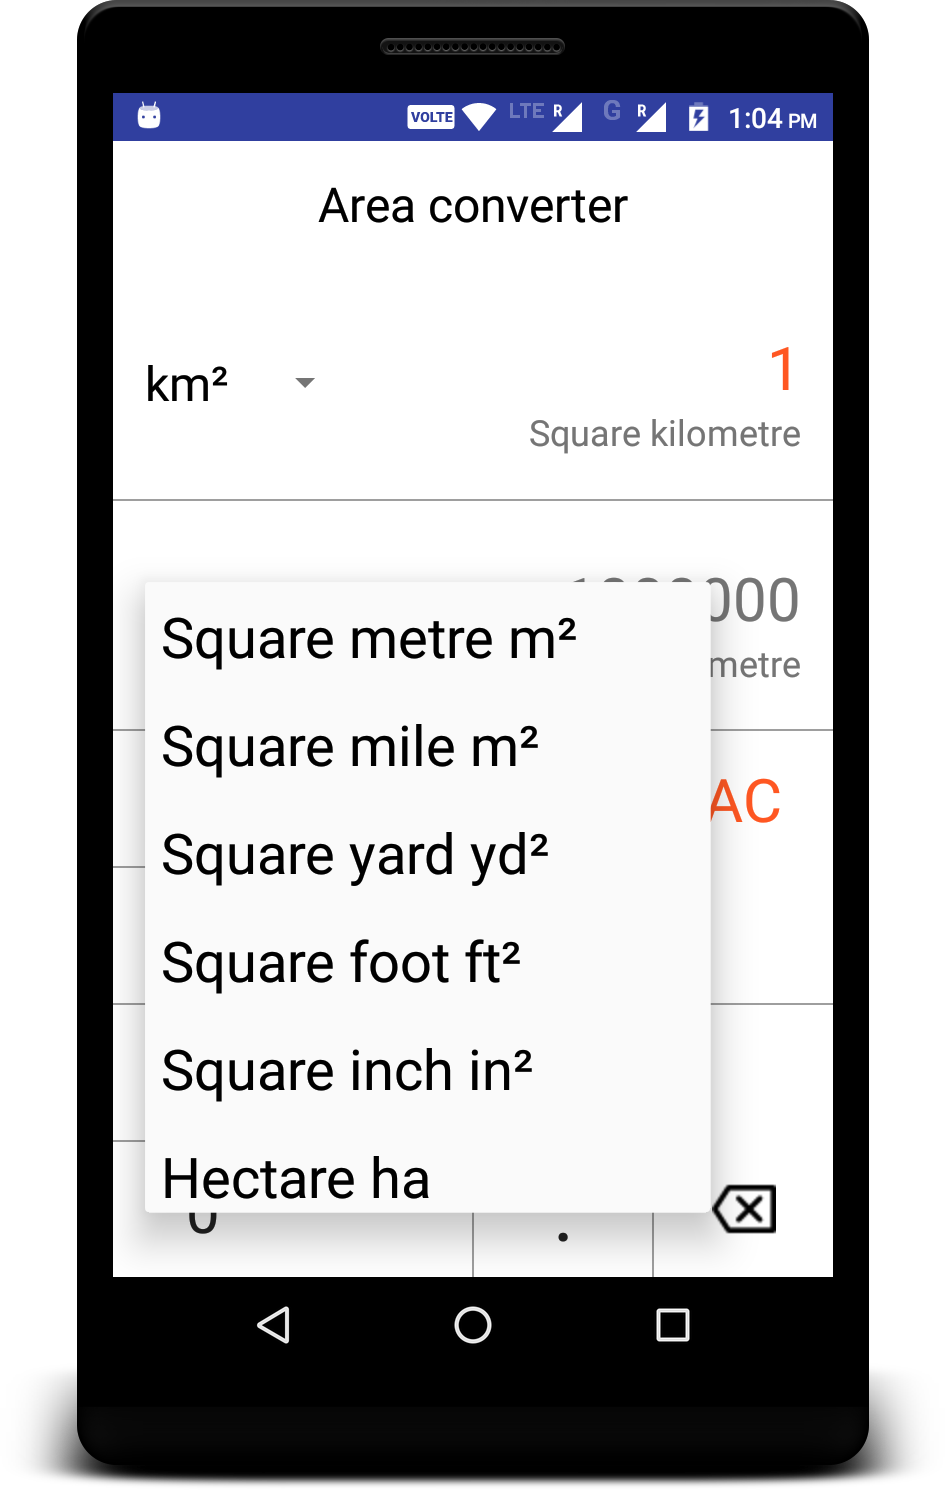 VOLTE LTE R G R 1:04 PM
Area converter
km² 1
Square kilometre
000
metre
Square metre m²
Square mile m²
AC
Square yard yd²
Square foot ft²
Square inch in²
Hectare ha
0 .